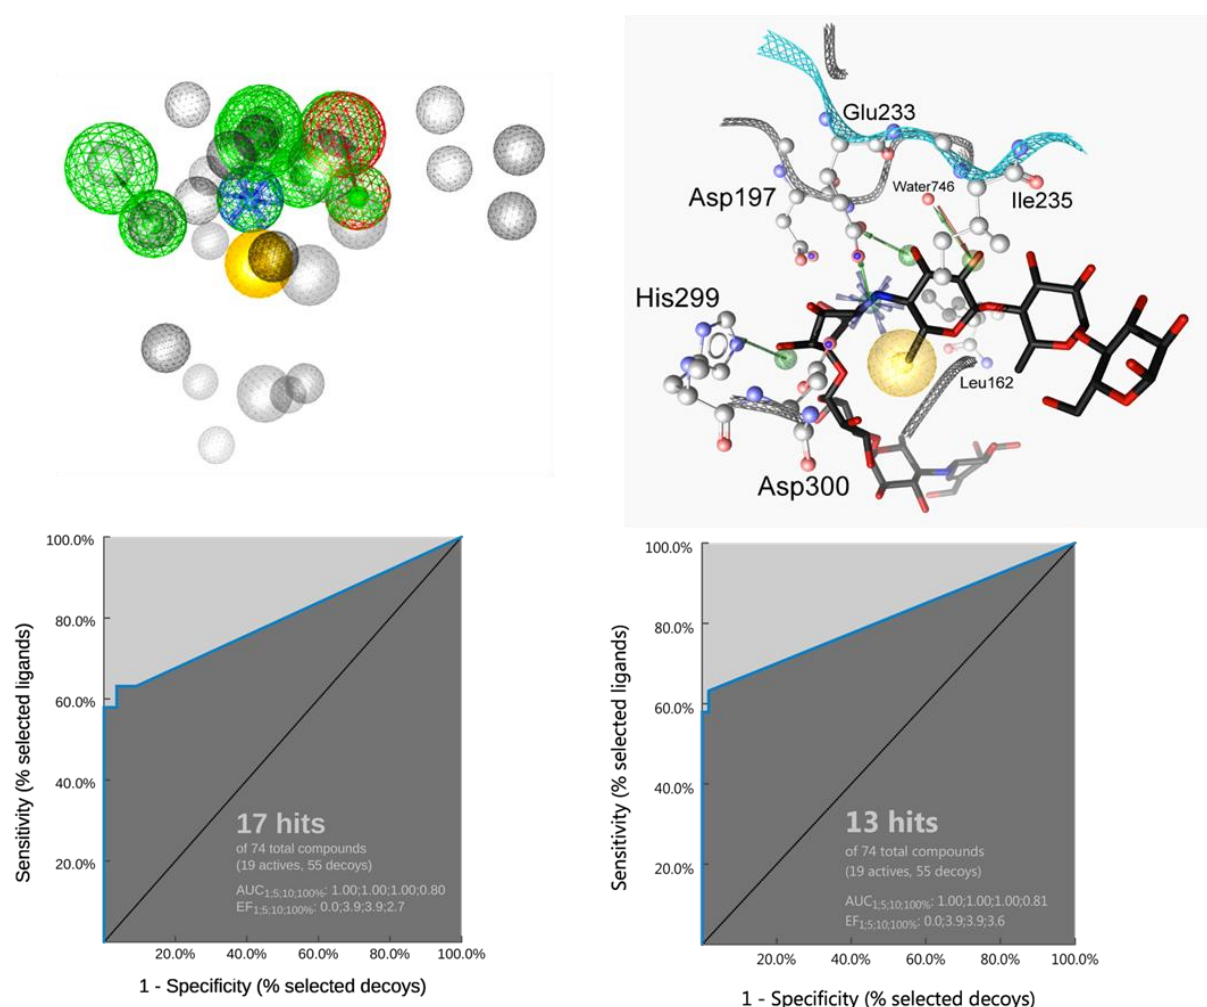 Glu233
Asp197
Water746
Ile235
His299
Leu162
Asp300
100.0%
80.0%
60.0%
40.0%
20.0%
Sensitivity (% selected ligands)
17 hits
of 74 total compounds
(19 actives, 55 decoys)
AUC1;5;10;100%: 1.00;1.00;1.00;0.80
EF1;5;10;100%: 0.0;3.9;3.9;2.7
20.0% 40.0% 60.0% 80.0% 100.0%
1 - Specificity (% selected decoys)
100.0%
80.0%
60.0%
40.0%
20.0%
Sensitivity (% selected ligands)
13 hits
of 74 total compounds
(19 actives, 55 decoys)
AUC1;5;10;100%: 1.00;1.00;1.00;0.81
EF1;5;10;100%: 0.0;3.9;3.9;3.6
20.0% 40.0% 60.0% 80.0% 100.0%
1 - Specificity (% selected decoys)